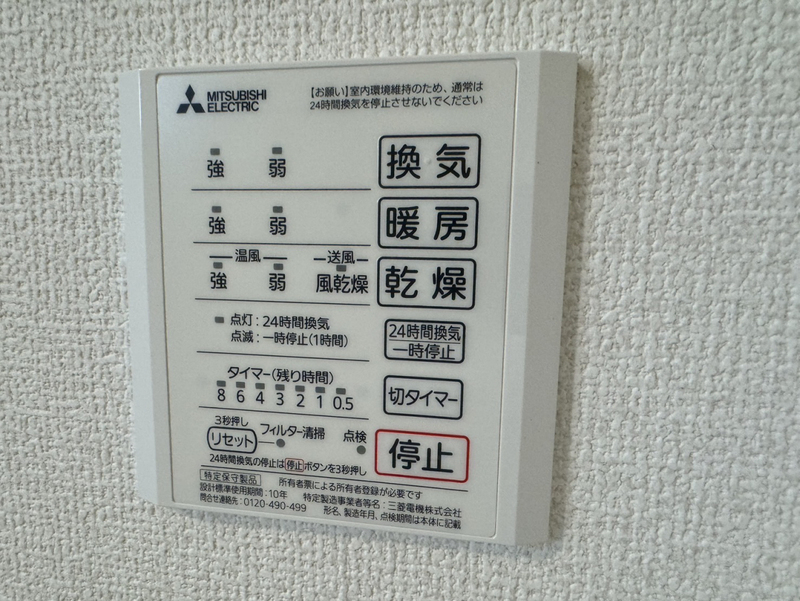 MITSUBISHI
ELECTRIC
【お願い】室内環境維持のため、通常は
24時間換気を停止させないでください
強 弱 換気
強 弱 暖房
温風 送風
強 弱 風乾燥 乾燥
点灯：24時間換気
点滅：一時停止(1時間)
24時間換気
一時停止
タイマー(残り時間)
8 6 4 3 2 1 0.5
切タイマー
3秒押し
リセット フィルター清掃 点検
停止
24時間換気の停止は停止ボタンを3秒押し
特定保守製品 所有者票による所有者登録が必要です
設計標準使用期間：10年 特定製造事業者等名：三菱電機株式会社
問合せ連絡先：0120-490-499 形名、製造年月、点検期間は本体に記載